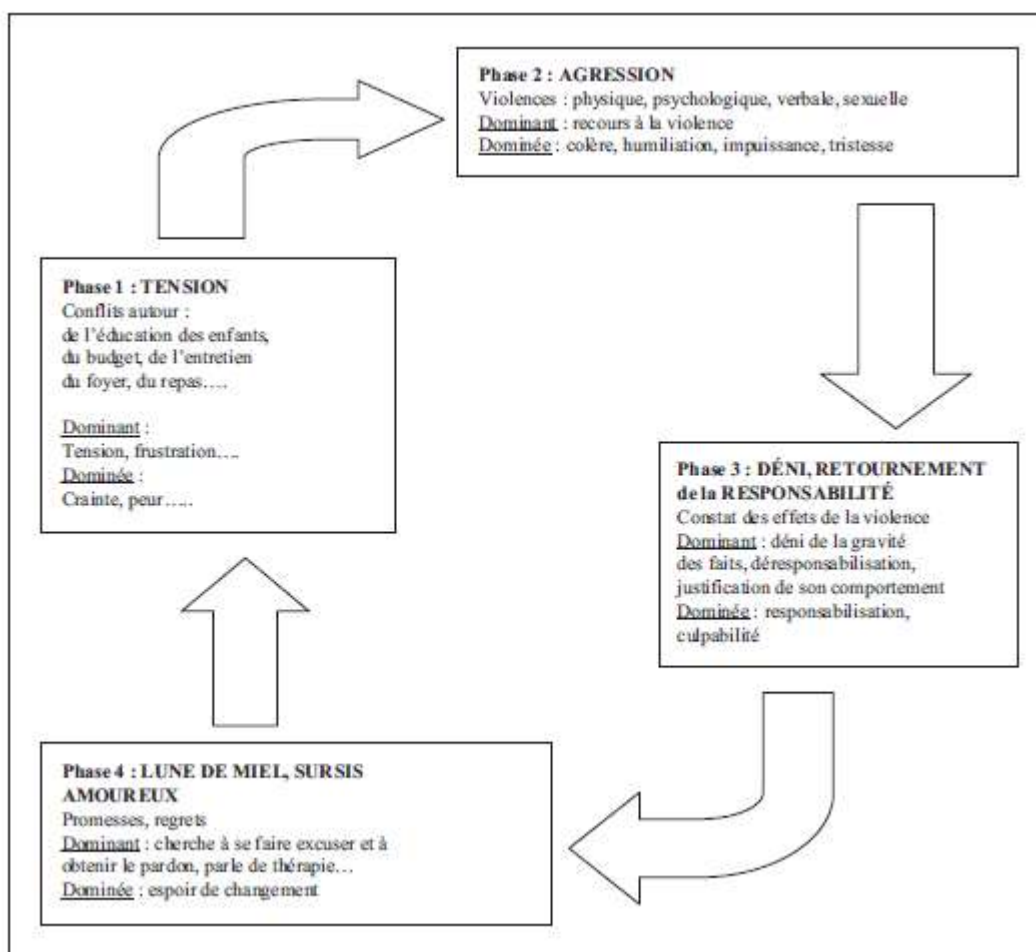 Phase 2 : AGRESSION
Violences : physique, psychologique, verbale, sexuelle
Dominant : recours à la violence
Dominée : colère, humiliation, impuissance, tristesse
Phase 1 : TENSION
Conflits autour :
de l'éducation des enfants,
du budget, de l'entretien
du foyer, du repas….
Dominant :
Tension, frustration….
Dominée :
Crainte, peur…..
Phase 3 : DÉNI, RETOURNEMENT
de la RESPONSABILITÉ
Constat des effets de la violence
Dominant : déni de la gravité
des faits, déresponsabilisation,
justification de son comportement
Dominée : responsabilisation,
culpabilité
Phase 4 : LUNE DE MIEL, SURSIS
AMOUREUX
Promesses, regrets
Dominant : cherche à se faire excuser et à
obtenir le pardon, parle de thérapie…
Dominée : espoir de changement